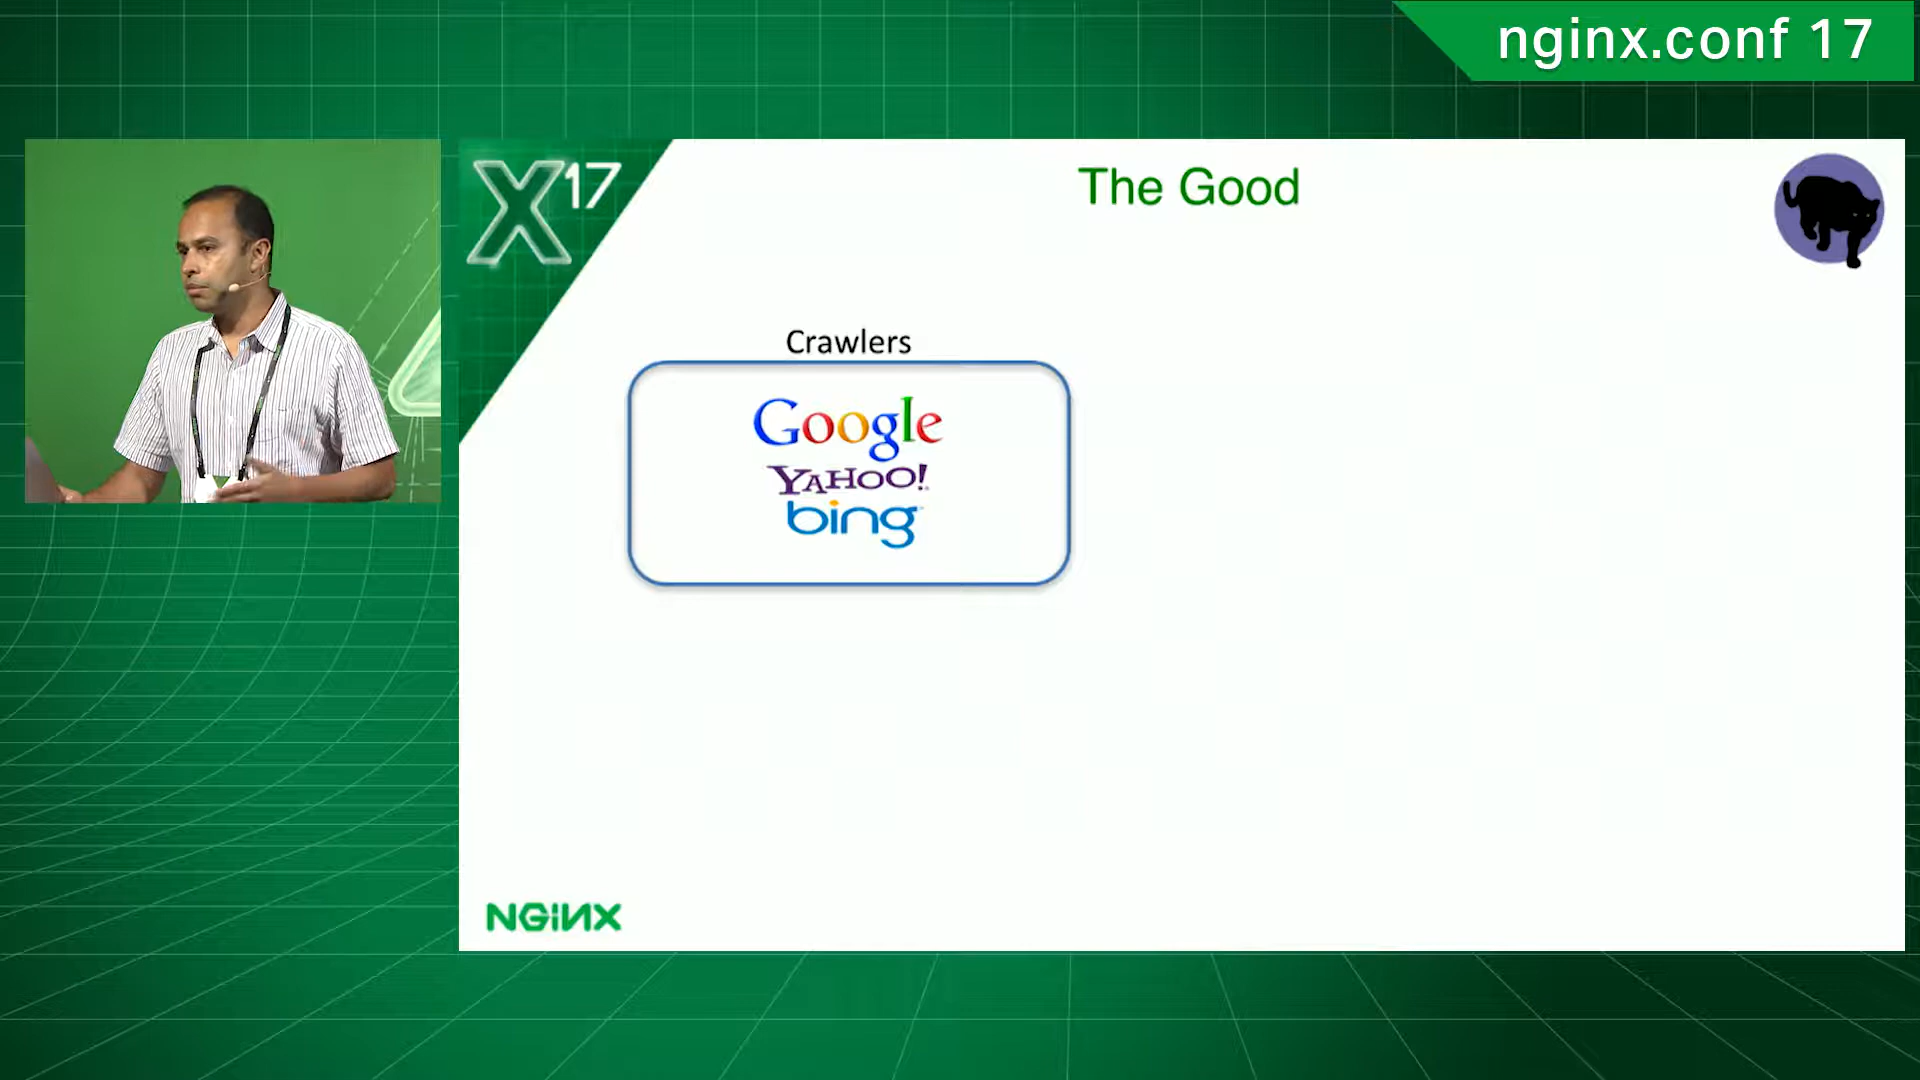 nginx.conf 17
X17
The Good
Crawlers
Google
YAHOO!
bing
NGiNX